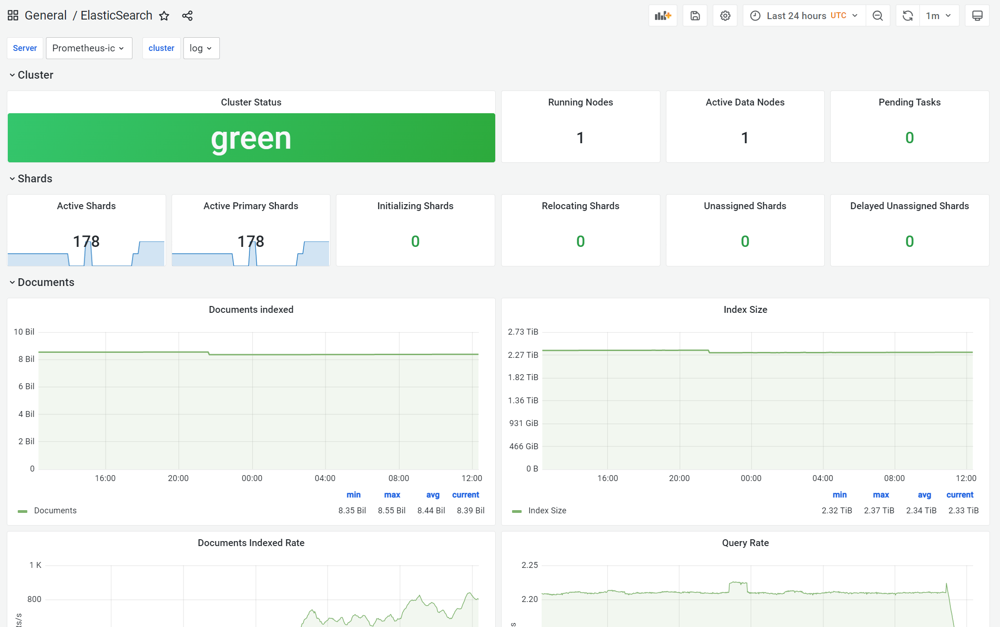 General / ElasticSearch
Last 24 hours UTC
1m
Server Prometheus-ic cluster log
Cluster
Cluster Status
green
Running Nodes
1
Active Data Nodes
1
Pending Tasks
0
Shards
Active Shards
178
Active Primary Shards
178
Initializing Shards
0
Relocating Shards
0
Unassigned Shards
0
Delayed Unassigned Shards
0
Documents
Documents indexed
10 Bil
8 Bil
6 Bil
4 Bil
2 Bil
0
16:00 20:00 00:00 04:00 08:00 12:00
min max avg current
Documents 8.35 Bil 8.55 Bil 8.44 Bil 8.39 Bil
Index Size
2.73 TiB
2.27 TiB
1.82 TiB
1.36 TiB
931 GiB
466 GiB
0 B
16:00 20:00 00:00 04:00 08:00 12:00
min max avg current
Index Size 2.32 TiB 2.37 TiB 2.34 TiB 2.33 TiB
Documents Indexed Rate
1 K
800
ts/s
Query Rate
2.25
2.20
s